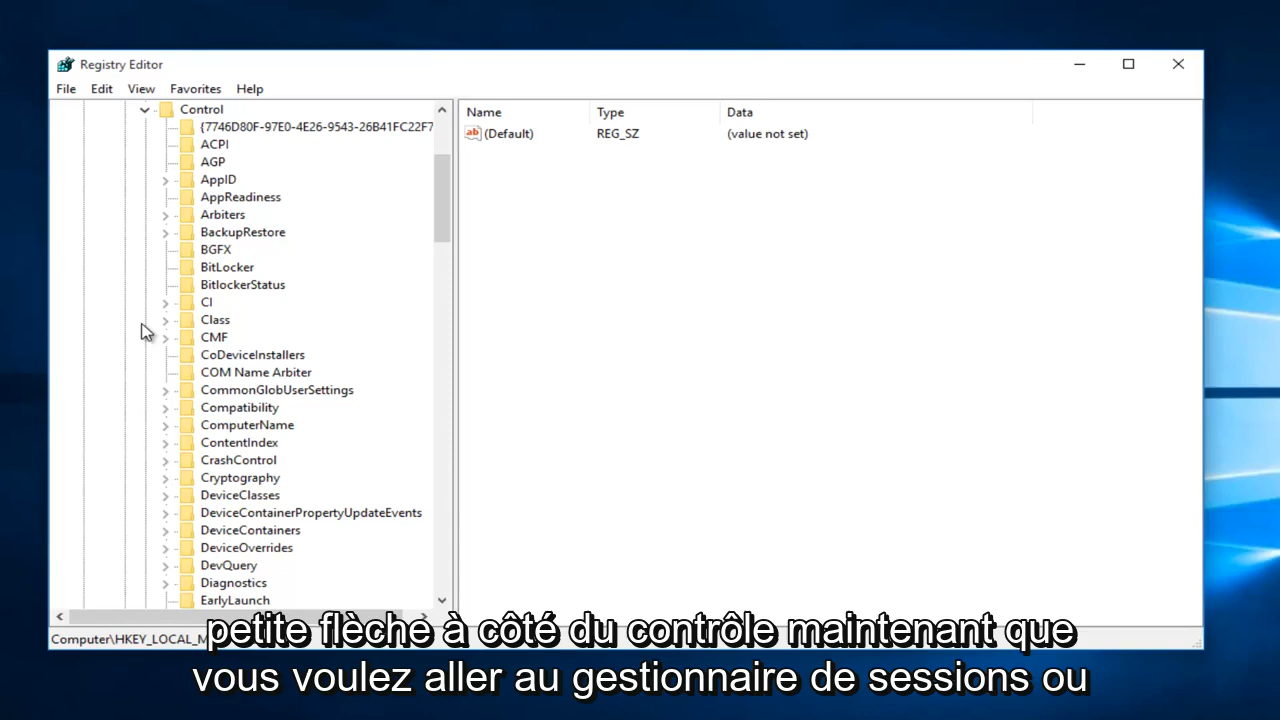 Registry Editor
File Edit View Favorites Help
Control
{7746D80F-97E0-4E26-9543-26B41FC22F7
ACPI
AGP
AppID
AppReadiness
Arbiters
BackupRestore
BGFX
BitLocker
BitlockerStatus
CI
Class
CMF
CoDeviceInstallers
COM Name Arbiter
CommonGlobUserSettings
Compatibility
ComputerName
ContentIndex
CrashControl
Cryptography
DeviceClasses
DeviceContainerPropertyUpdateEvents
DeviceContainers
DeviceOverrides
DevQuery
Diagnostics
EarlyLaunch
Name Type Data
ab (Default) REG_SZ (value not set)
Computer\HKEY_LOCAL_M
petite flèche à côté du contrôle maintenant que
vous voulez aller au gestionnaire de sessions ou